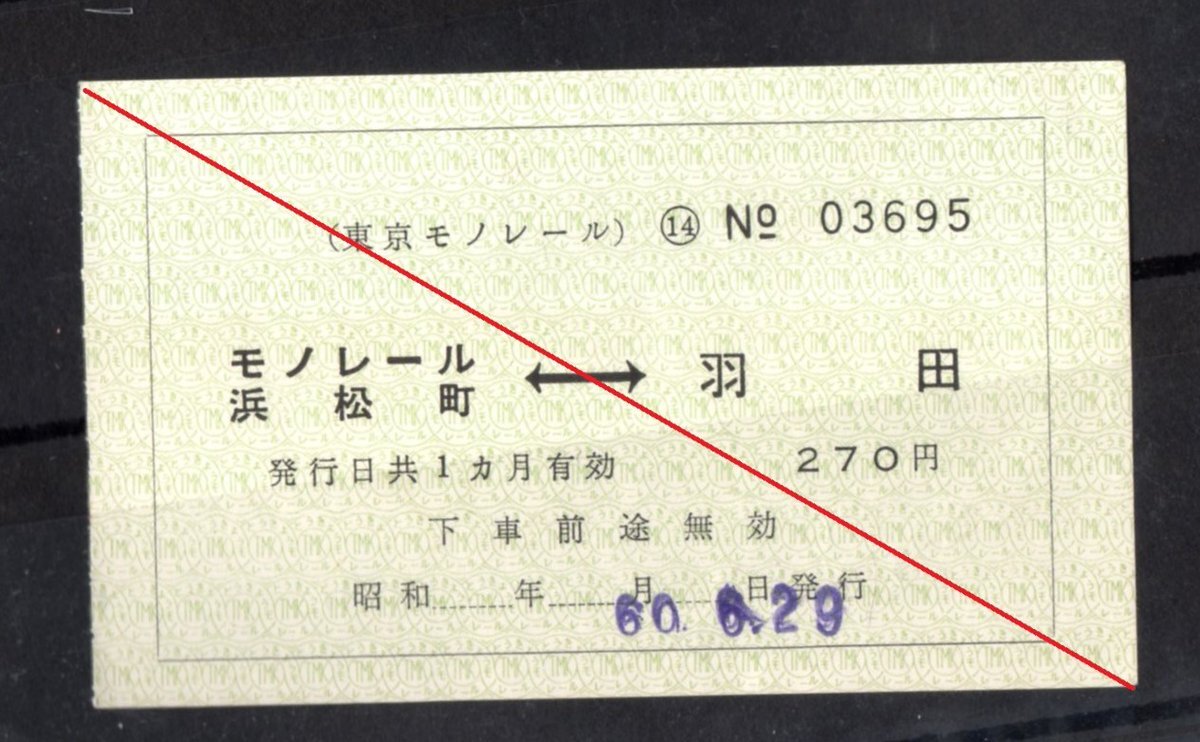 (東京モノレール) ⑭ № 03695
モノレール
浜松町 ⟷ 羽田
発行日共1カ月有効 270円
下車前途無効
昭和 年 月 日発行
60. 6.29